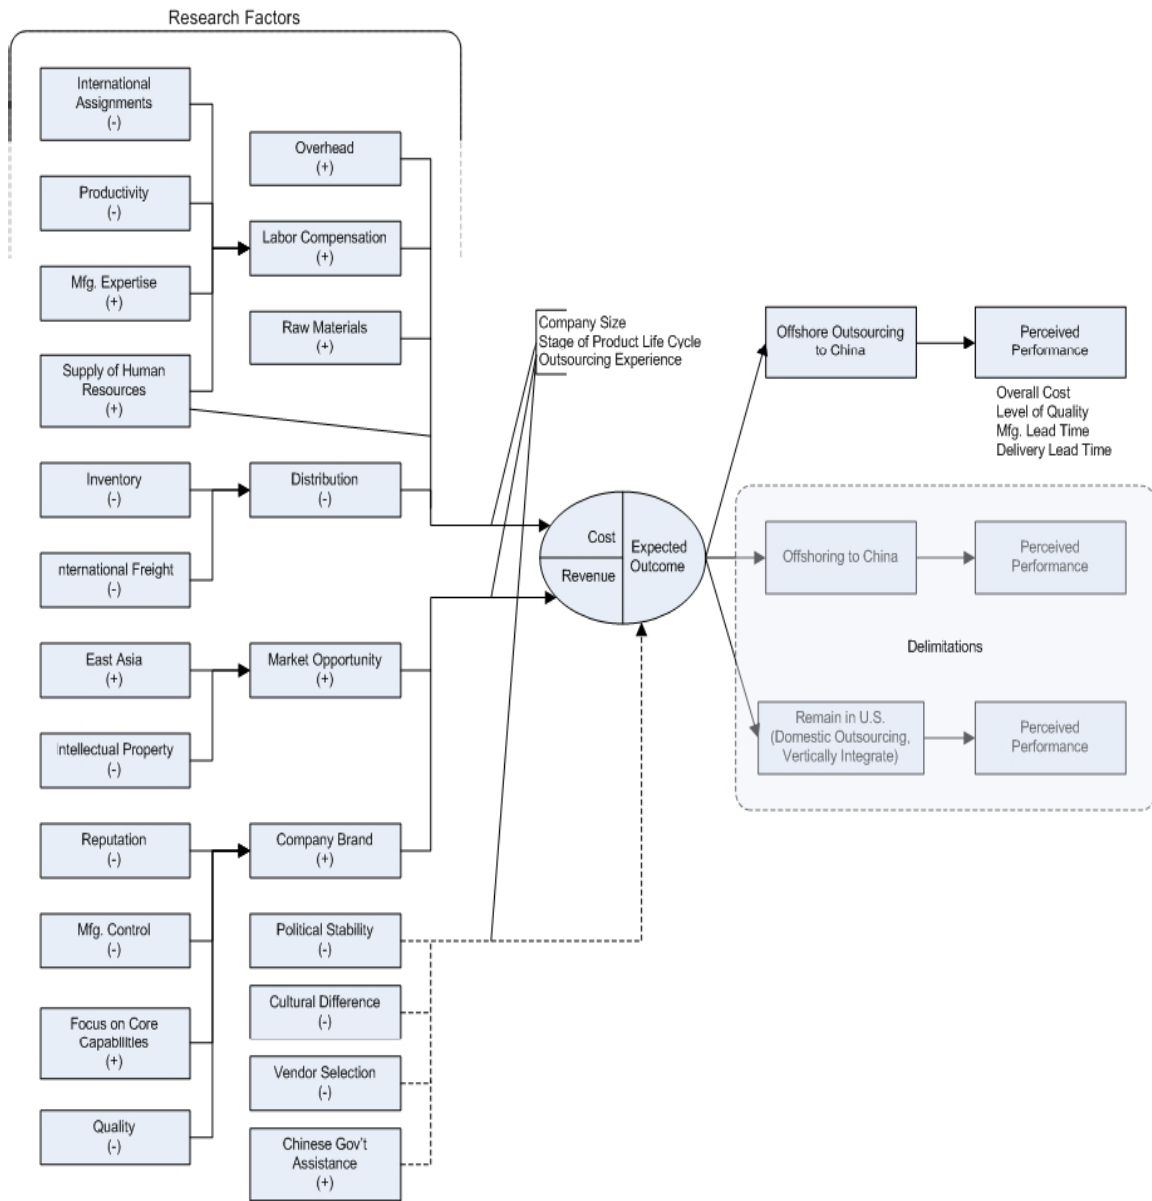 Research Factors
International
Assignments
(-)
Productivity
(-)
Mfg. Expertise
(+)
Supply of Human
Resources
(+)
Inventory
(-)
nternational Freight
(-)
East Asia
(+)
ntellectual Property
(-)
Reputation
(-)
Mfg. Control
(-)
Focus on Core
Capabilities
(+)
Quality
(-)
Overhead
(+)
Labor Compensation
(+)
Raw Materials
(+)
Distribution
(-)
Market Opportunity
(+)
Company Brand
(+)
Political Stability
(-)
Cultural Difference
(-)
Vendor Selection
(-)
Chinese Gov't
Assistance
(+)
Company Size
Stage of Product Life Cycle
Outsourcing Experience
Cost
Revenue
Expected
Outcome
Offshore Outsourcing
to China
Perceived
Performance
Overall Cost
Level of Quality
Mfg. Lead Time
Delivery Lead Time
Offshoring to China
Perceived
Performance
Delimitations
Remain in U.S.
(Domestic Outsourcing,
Vertically Integrate)
Perceived
Performance